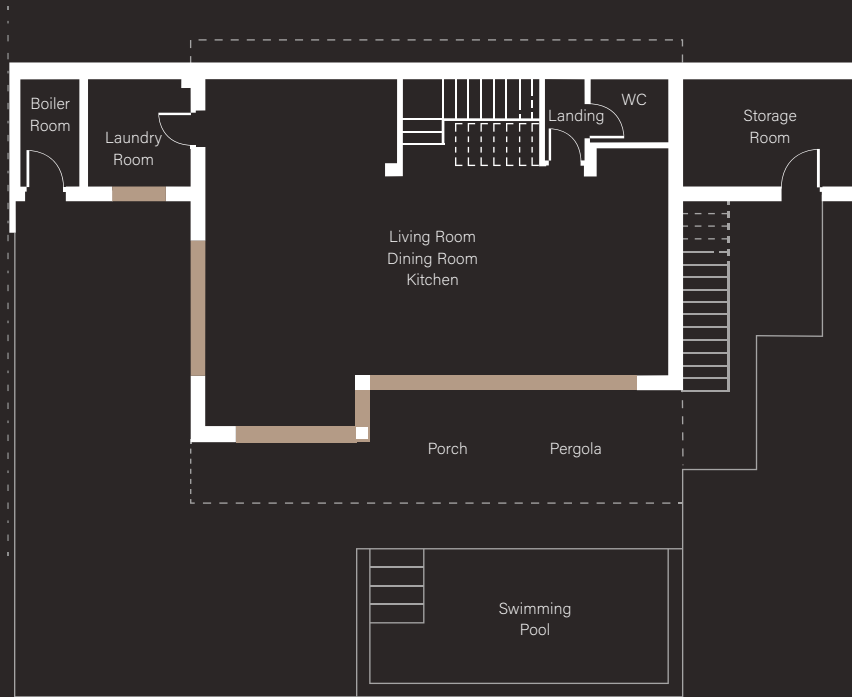 Boiler
Room
Laundry
Room
Landing
WC
Storage
Room
Living Room
Dining Room
Kitchen
Porch
Pergola
Swimming
Pool